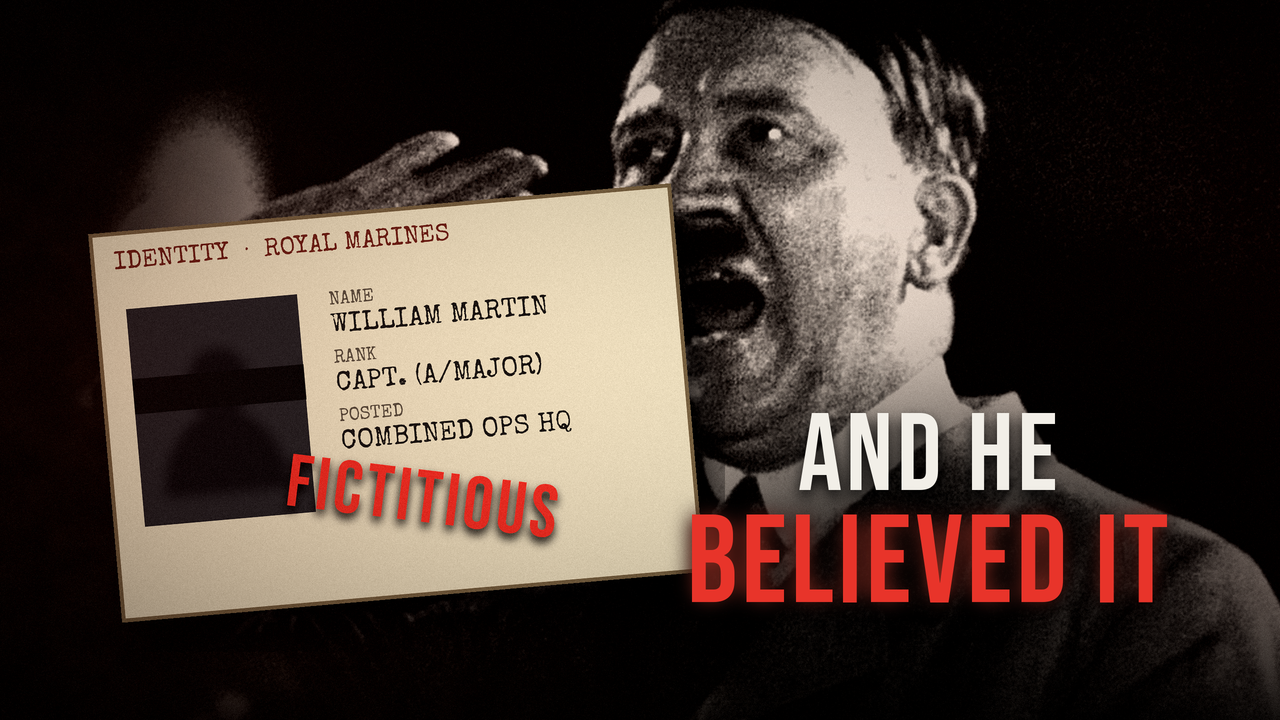 IDENTITY · ROYAL MARINES
NAME
WILLIAM MARTIN
RANK
CAPT. (A/MAJOR)
POSTED
COMBINED OPS HQ
FICTITIOUS
AND HE
BELIEVED IT